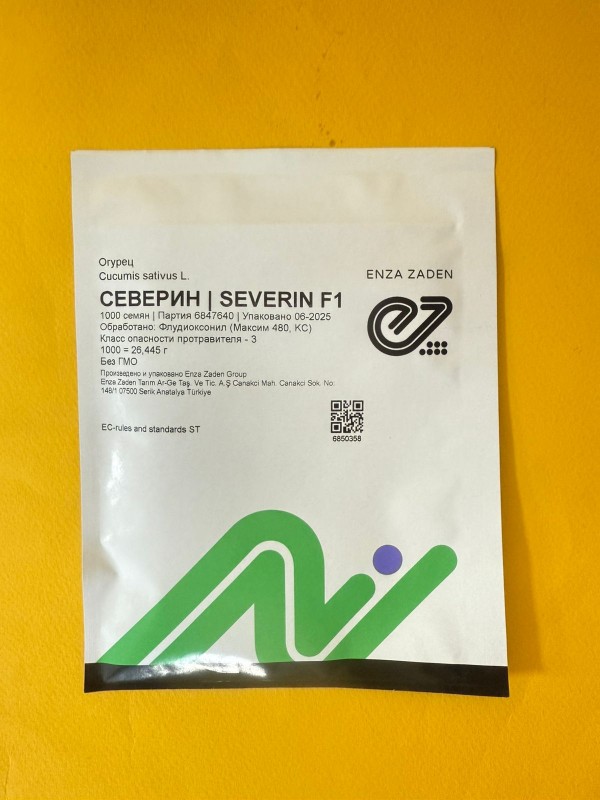 Огурец
Cucumis sativus L.
ENZA ZADEN
СЕВЕРИН | SEVERIN F1
1000 семян | Партия 6847640 | Упаковано 06-2025
Обработано: Флудиоксонил (Максим 480, КС)
Класс опасности протравителя - 3
1000 = 26,445 г
Без ГМО
Произведено и упаковано Enza Zaden Group
Enza Zaden Tarım Ar-Ge Taş. Ve Tic. A.Ş Canakci Mah. Canakci Sok. No:
148/1 07500 Serik Anatalya Türkiye
EC-rules and standards ST
6850358